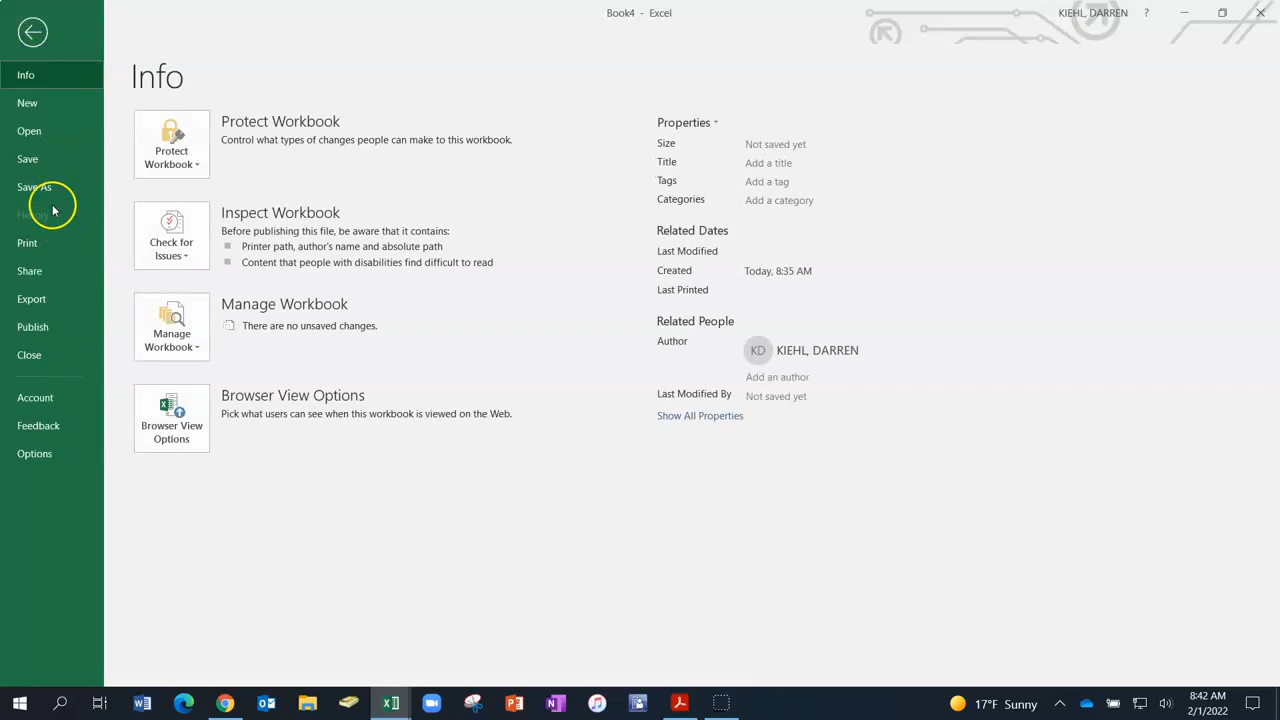 Book4 - Excel
KIEHL, DARREN
?
Info
New
Open
Save
Save As
History
Print
Share
Export
Publish
Close
Account
Feedback
Options
Info
Protect Workbook
Protect Workbook
Control what types of changes people can make to this workbook.
Check for Issues
Inspect Workbook
Before publishing this file, be aware that it contains:
Printer path, author's name and absolute path
Content that people with disabilities find difficult to read
Manage Workbook
Manage Workbook
There are no unsaved changes.
Browser View Options
Browser View Options
Pick what users can see when this workbook is viewed on the Web.
Properties
Size Not saved yet
Title Add a title
Tags Add a tag
Categories Add a category
Related Dates
Last Modified
Created Today, 8:35 AM
Last Printed
Related People
Author KD KIEHL, DARREN
Add an author
Last Modified By Not saved yet
Show All Properties
17°F Sunny
8:42 AM
2/1/2022